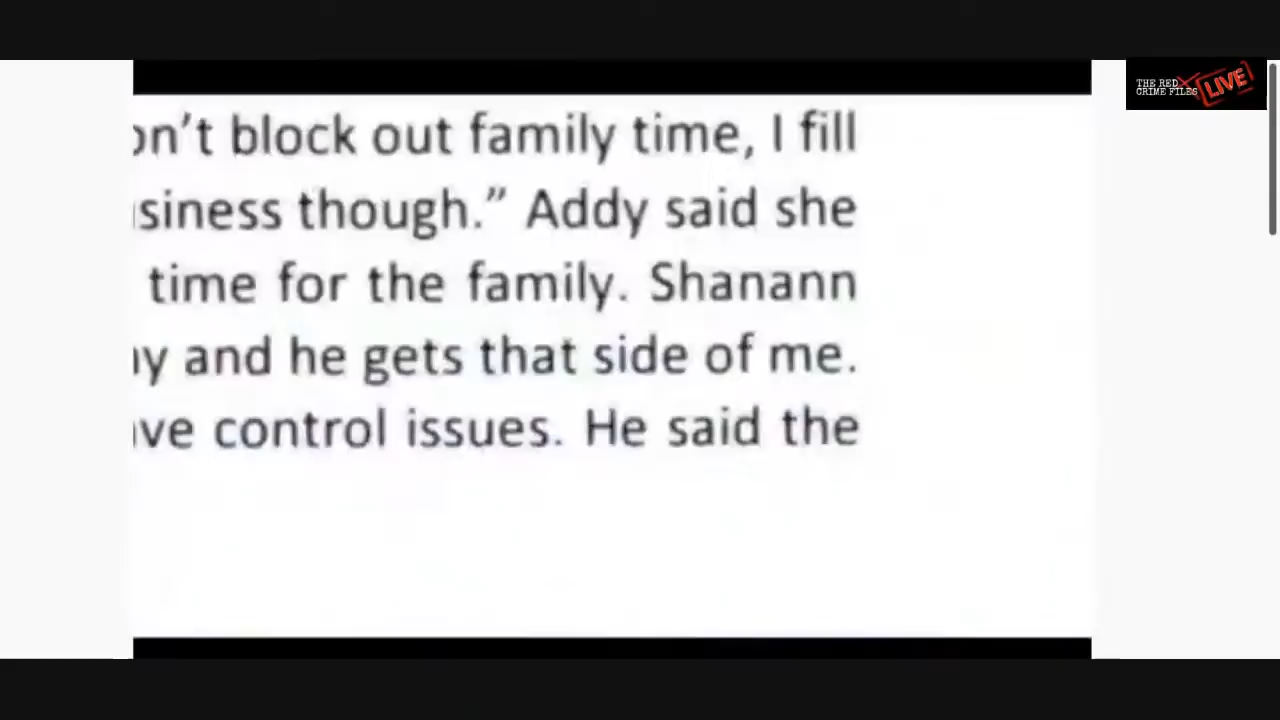 THE RED
CRIME FILES
LIVE
on't block out family time, I fill
siness though." Addy said she
time for the family. Shanann
y and he gets that side of me.
ve control issues. He said the